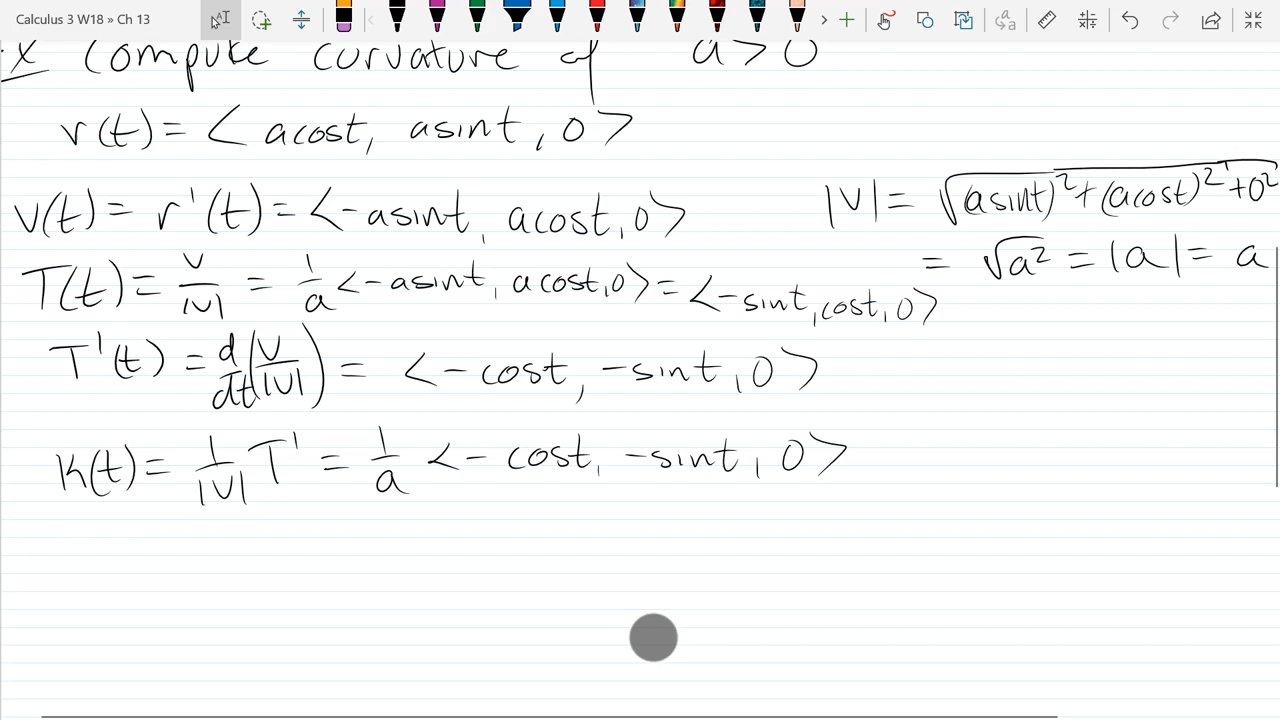 Calculus 3 W18 » Ch 13
x Compute curvature of a > 0
r(t) = < acost, asint, 0 >
v(t) = r'(t) = < -asint, acost, 0 >
|V| = √(asint)² + (acost)² + 0²
= √a² = |a| = a
T(t) = V/|V| = 1/a < -asint, acost, 0 > = < -sint, cost, 0 >
T'(t) = d/dt (V/|V|) = < -cost, -sint, 0 >
K(t) = 1/|V| T' = 1/a < -cost, -sint, 0 >